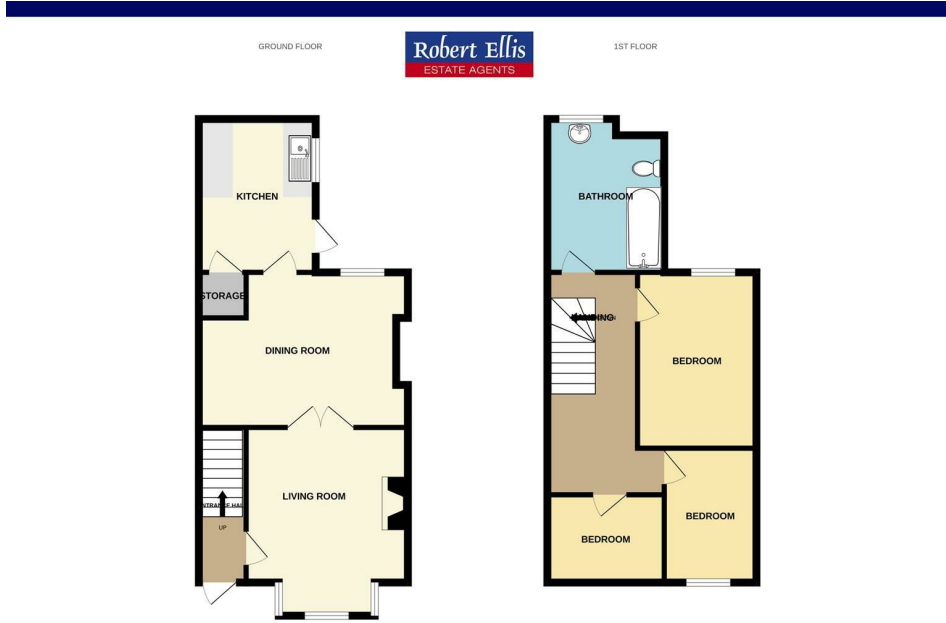 GROUND FLOOR
Robert Ellis
ESTATE AGENTS
1ST FLOOR
KITCHEN
STORAGE
DINING ROOM
LIVING ROOM
UP
BATHROOM
LANDING
BEDROOM
BEDROOM
BEDROOM